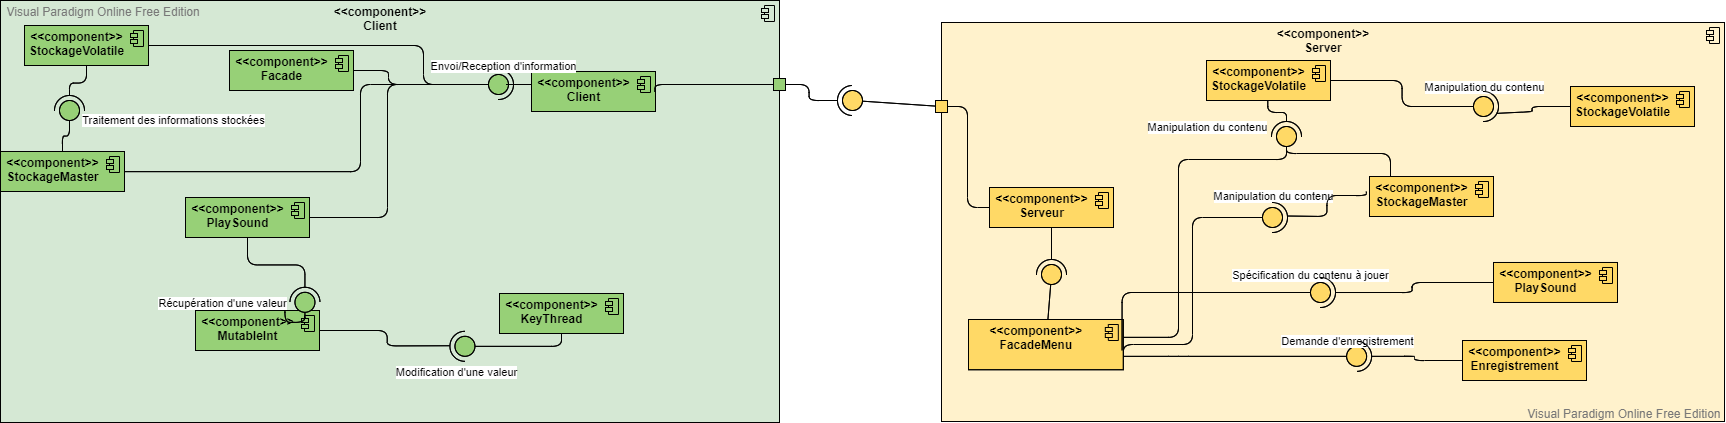 Visual Paradigm Online Free Edition
<<component>>
Client
<<component>>
StockageVolatile
<<component>>
Facade
Envoi/Reception d'information
<<component>>
Client
Traitement des informations stockées
<<component>>
StockageMaster
<<component>>
PlaySound
Récupération d'une valeur
<<component>>
MutableInt
<<component>>
KeyThread
Modification d'une valeur
<<component>>
Server
<<component>>
StockageVolatile
Manipulation du contenu
<<component>>
StockageVolatile
Manipulation du contenu
<<component>>
StockageMaster
Manipulation du contenu
<<component>>
Serveur
Spécification du contenu à jouer
<<component>>
PlaySound
<<component>>
FacadeMenu
Demande d'enregistrement
<<component>>
Enregistrement
Visual Paradigm Online Free Edition